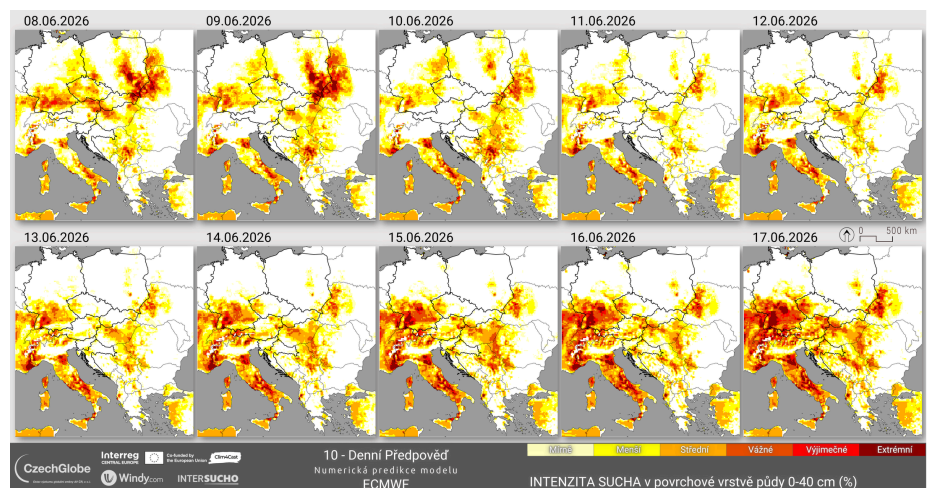 08.06.2026
09.06.2026
10.06.2026
11.06.2026
12.06.2026
13.06.2026
14.06.2026
15.06.2026
16.06.2026
17.06.2026
0 500 km
CzechGlobe
Interreg
CENTRAL EUROPE
Co-funded by
the European Union
Clim4Cast
Windy.com
INTERSUCHO
10 - Denní Předpověď
Numerická predikce modelu
ECMWF
Mírné
Menší
Střední
Vážné
Výjimečné
Extrémní
INTENZITA SUCHA v povrchové vrstvě půdy 0-40 cm (%)